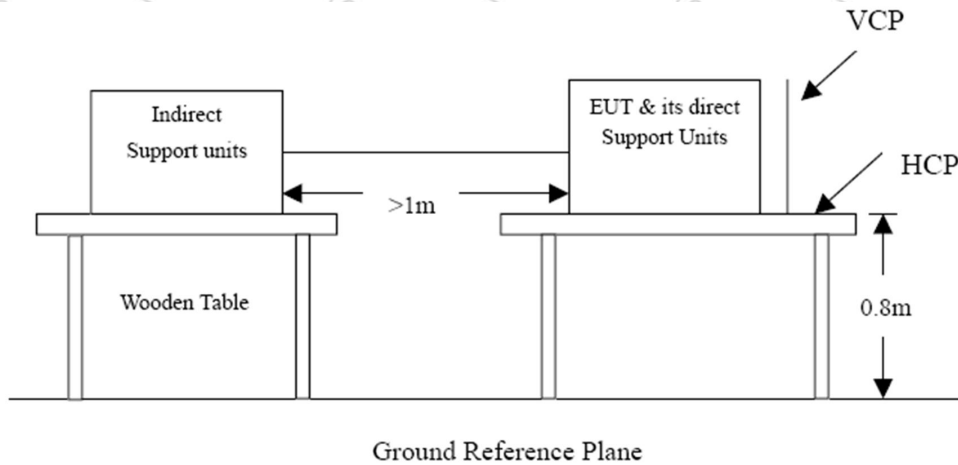 VCP
Indirect
Support units
EUT & its direct
Support Units
HCP
>1m
Wooden Table
0.8m
Ground Reference Plane